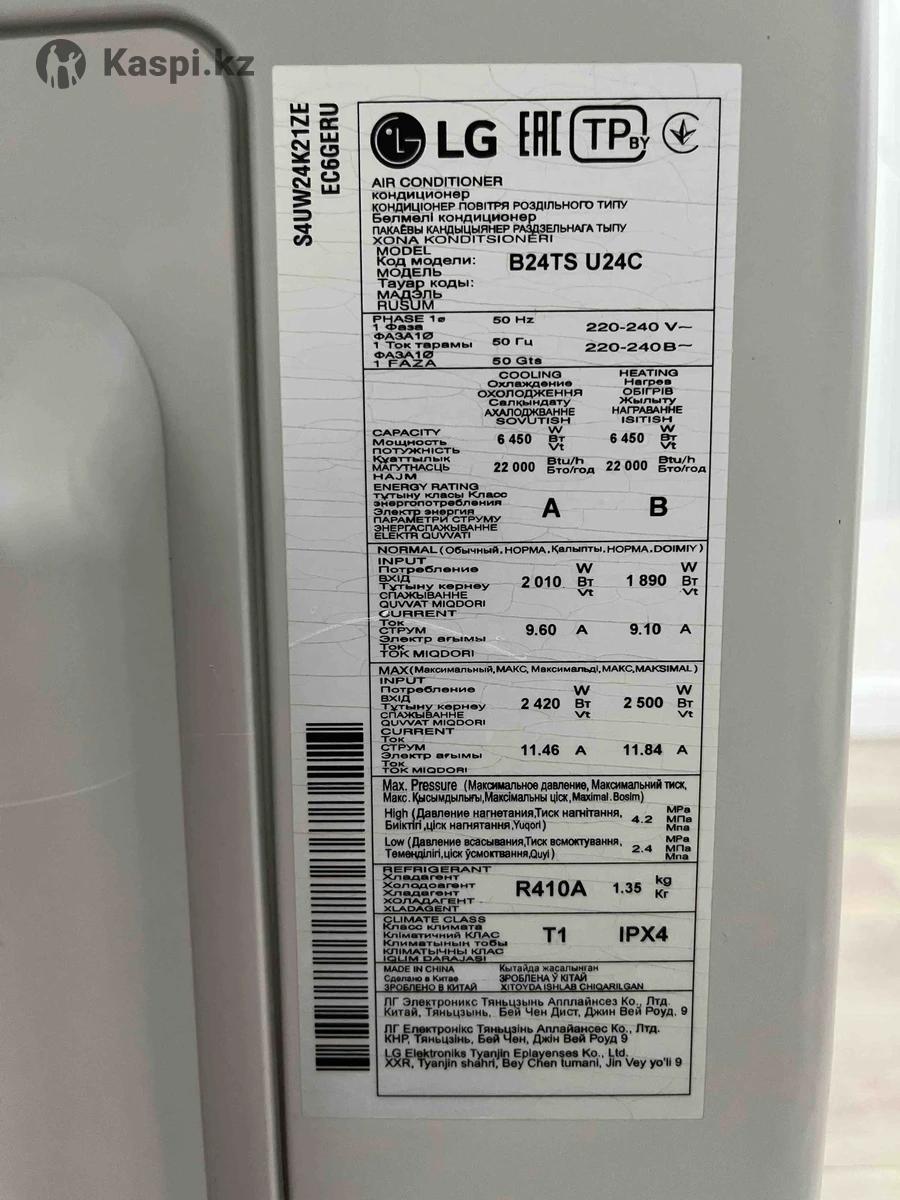 Kaspi.kz
S4UW24K21ZE
EC6GERU
LG EAC TP BY
AIR CONDITIONER
кондиционер
КОНДИЦІОНЕР ПОВІТРЯ РОЗДІЛЬНОГО ТИПУ
Бөлмелі кондиционер
ПАКАЁВЫ КАНДЫЦЫЯНЕР РАЗДЗЕЛЬНАГА ТЫПУ
XONA KONDITSIONERI
MODEL
Код модели: B24TS U24C
МОДЕЛЬ
Тауар коды:
МАДЭЛЬ
RUSUM
PHASE 1ø 50 Hz 220-240 V~
1 Фаза
ФАЗА1Ø 50 Гц 220-240В~
1 Ток тарамы
ФАЗА1Ø 50 Gts
1 FAZA
COOLING HEATING
Охлаждение Нагрев
ОХОЛОДЖЕННЯ ОБІГРІВ
Салқындату Жылыту
АХАЛОДЖВАННЕ НАГРАВАННЕ
SOVUTISH ISITISH
CAPACITY W W
Мощность 6 450 Вт 6 450 Вт
ПОТУЖНІСТЬ Vt Vt
Қуаттылық 22 000 Btu/h 22 000 Btu/h
МАГУТНАСЦЬ Бто/год Бто/год
HAJM
ENERGY RATING
тұтыну класы Класс
энергопотребления A B
Электр энергия
ПАРАМЕТРИ СТРУМУ
ЭНЕРГАСПАЖЫВАННЕ
ELEKTR QUVVATI
NORMAL(Обычный,НОРМА,Қалыпты,НОРМА,DOIMIY)
INPUT W W
Потребление
ВХІД 2 010 Вт 1 890 Вт
Тұтыну кернеу Vt Vt
СПАЖЫВАННЕ
QUVVAT MIQDORI
CURRENT
Ток
СТРУМ 9.60 A 9.10 A
Электр ағымы
Ток
TOK MIQDORI
MAX(Максимальный,МАКС, Максимальді,МАКС,MAKSIMAL)
INPUT W W
Потребление
ВХІД 2 420 Вт 2 500 Вт
Тұтыну кернеу Vt Vt
СПАЖЫВАННЕ
QUVVAT MIQDORI
CURRENT
Ток
СТРУМ 11.46 A 11.84 A
Электр ағымы
Ток
TOK MIQDORI
Max. Pressure (Максимальное давление, Максимальний тиск,
Макс. Қысымдылығы,Максімальны ціск,Maximal. Bosim)
High (Давление нагнетания,Тиск нагнітання, 4.2 MPa
Биіктігі ,ціск нагнятання,Yuqori) МПа
Mna
Low (Давление всасывания,Тиск всмоктування, 2.4 MPa
Төменділігі,ціск ўсмоктвання,Quyi) МПа
Mna
REFRIGERANT
Хладагент
Холодоагент R410A 1.35 kg
Хладагент Кг
ХОЛАДАГЕНТ
XLADAGENT
CLIMATE CLASS
Класс климата
Кліматичний КЛАС T1 IPX4
Климатының тобы
КЛІМАТЫЧНЫ КЛАС
IQLIM DARAJASI
MADE IN CHINA Қытайда жасалынған
Сделано в Китае ЗРОБЛЕНА Ў КІТАЙ
ЗРОБЛЕНО В КИТАЙ XITOYDA ISHLAB CHIQARILGAN
ЛГ Электроникс Тяньцзынь Апплайнсез Ко., Лтд.
Китай, Тяньцзынь, Бей Чен Дист, Джин Вей Роуд. 9
ЛГ Електронікс Тяньцзінь Аплайансес Ко., Лтд.
КНР, Тяньцзінь, Бей Чен, Джін Вей Роуд 9
LG Elektroniks Tyanjin Eplayenses Ko., Ltd.
XXR, Tyanjin shahri, Bey Chen tumani, Jin Vey yo'li 9